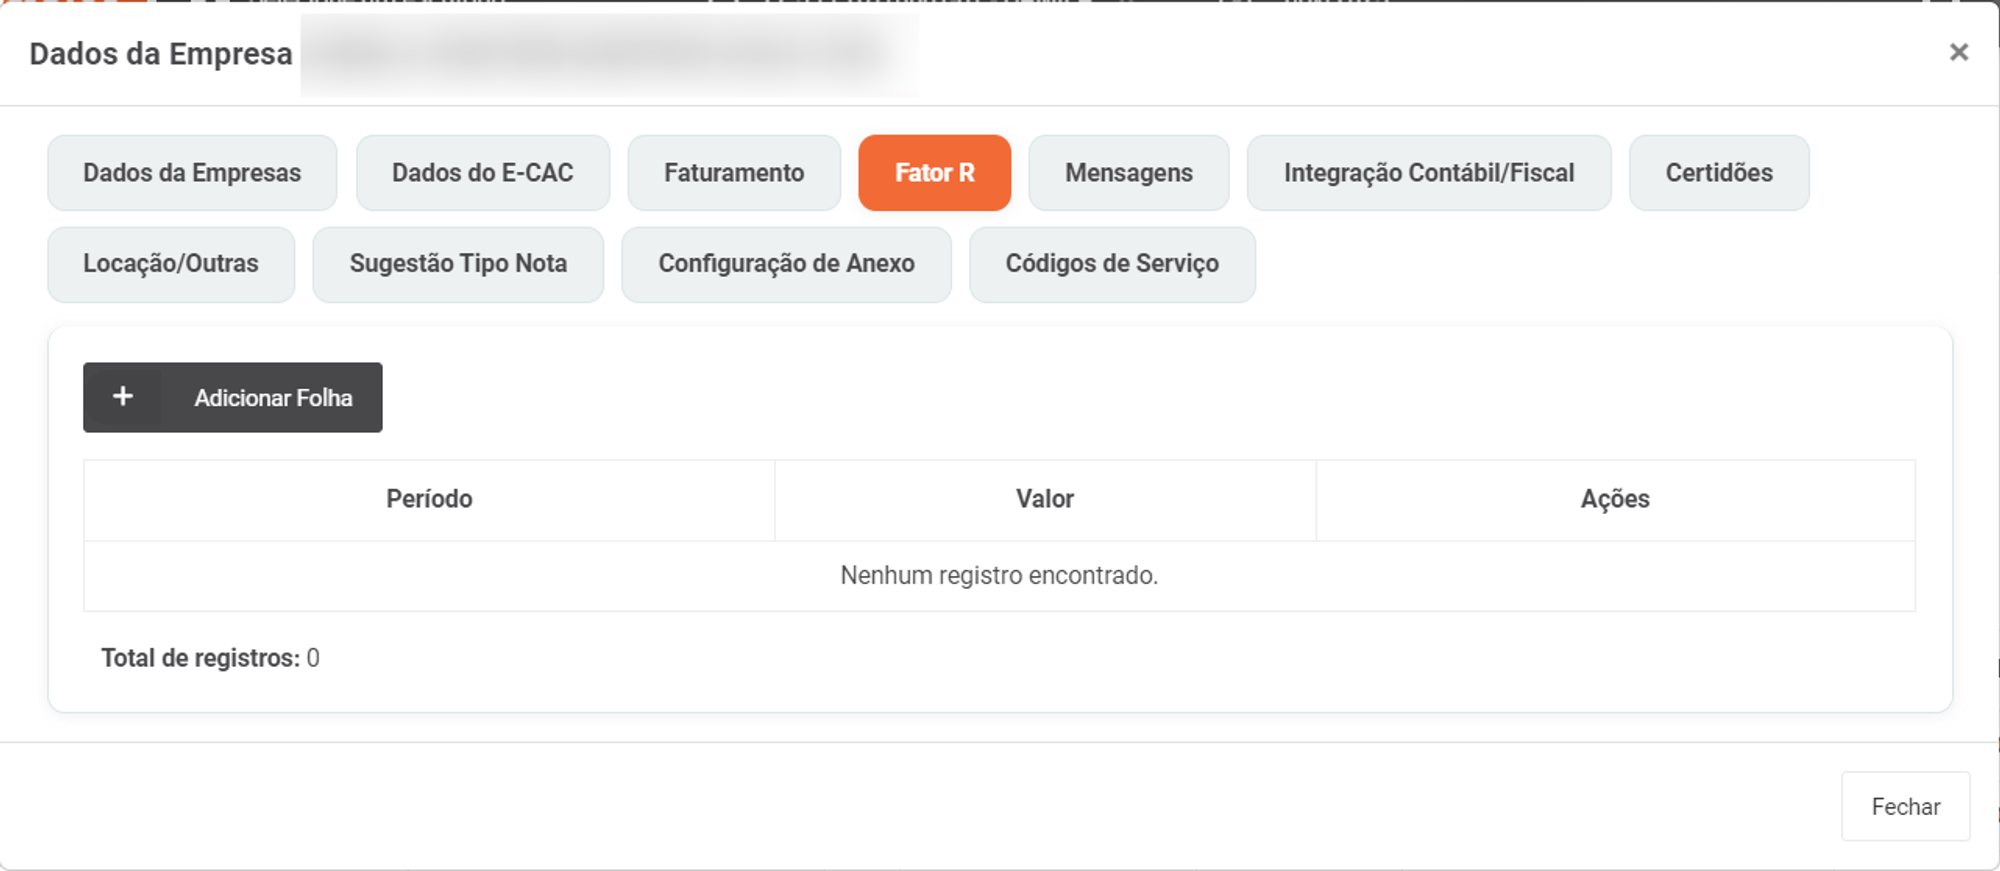 Dados da Empresa
×
Dados da Empresas
Dados do E-CAC
Faturamento
Fator R
Mensagens
Integração Contábil/Fiscal
Certidões
Locação/Outras
Sugestão Tipo Nota
Configuração de Anexo
Códigos de Serviço
+ Adicionar Folha
Período Valor Ações
Nenhum registro encontrado.
Total de registros: 0
Fechar